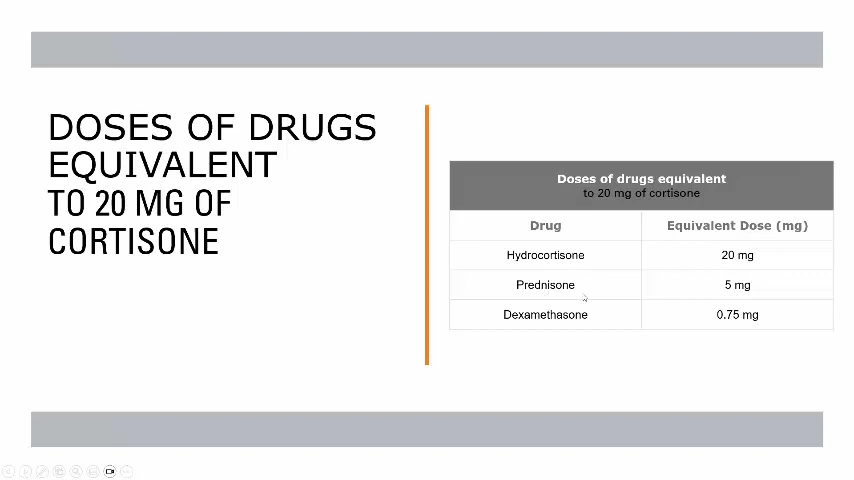 DOSES OF DRUGS
EQUIVALENT
TO 20 MG OF
CORTISONE
Doses of drugs equivalent
to 20 mg of cortisone
Drug Equivalent Dose (mg)
Hydrocortisone 20 mg
Prednisone 5 mg
Dexamethasone 0.75 mg